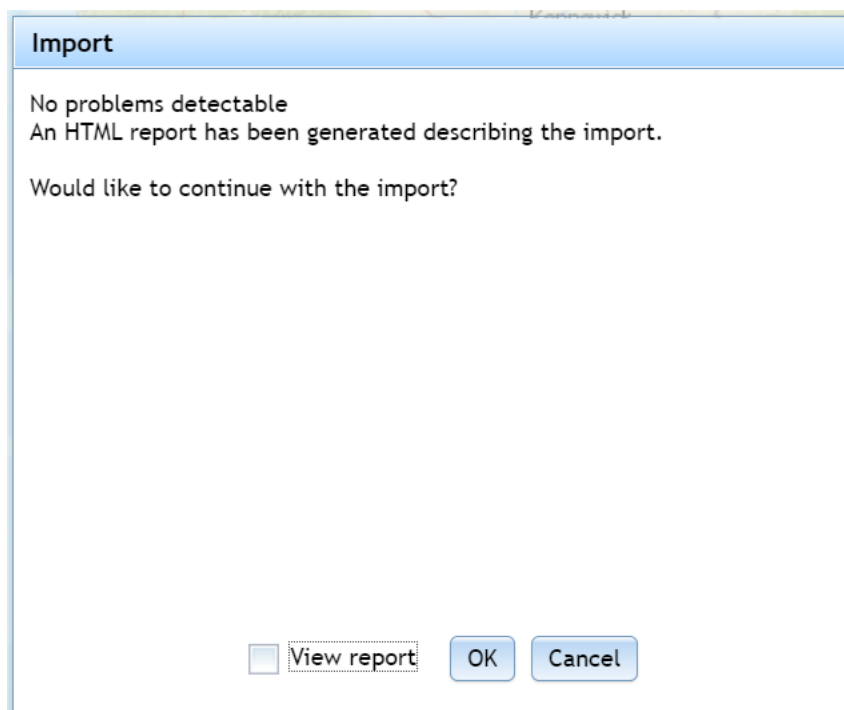 Import
No problems detectable
An HTML report has been generated describing the import.
Would like to continue with the import?
View report
OK
Cancel